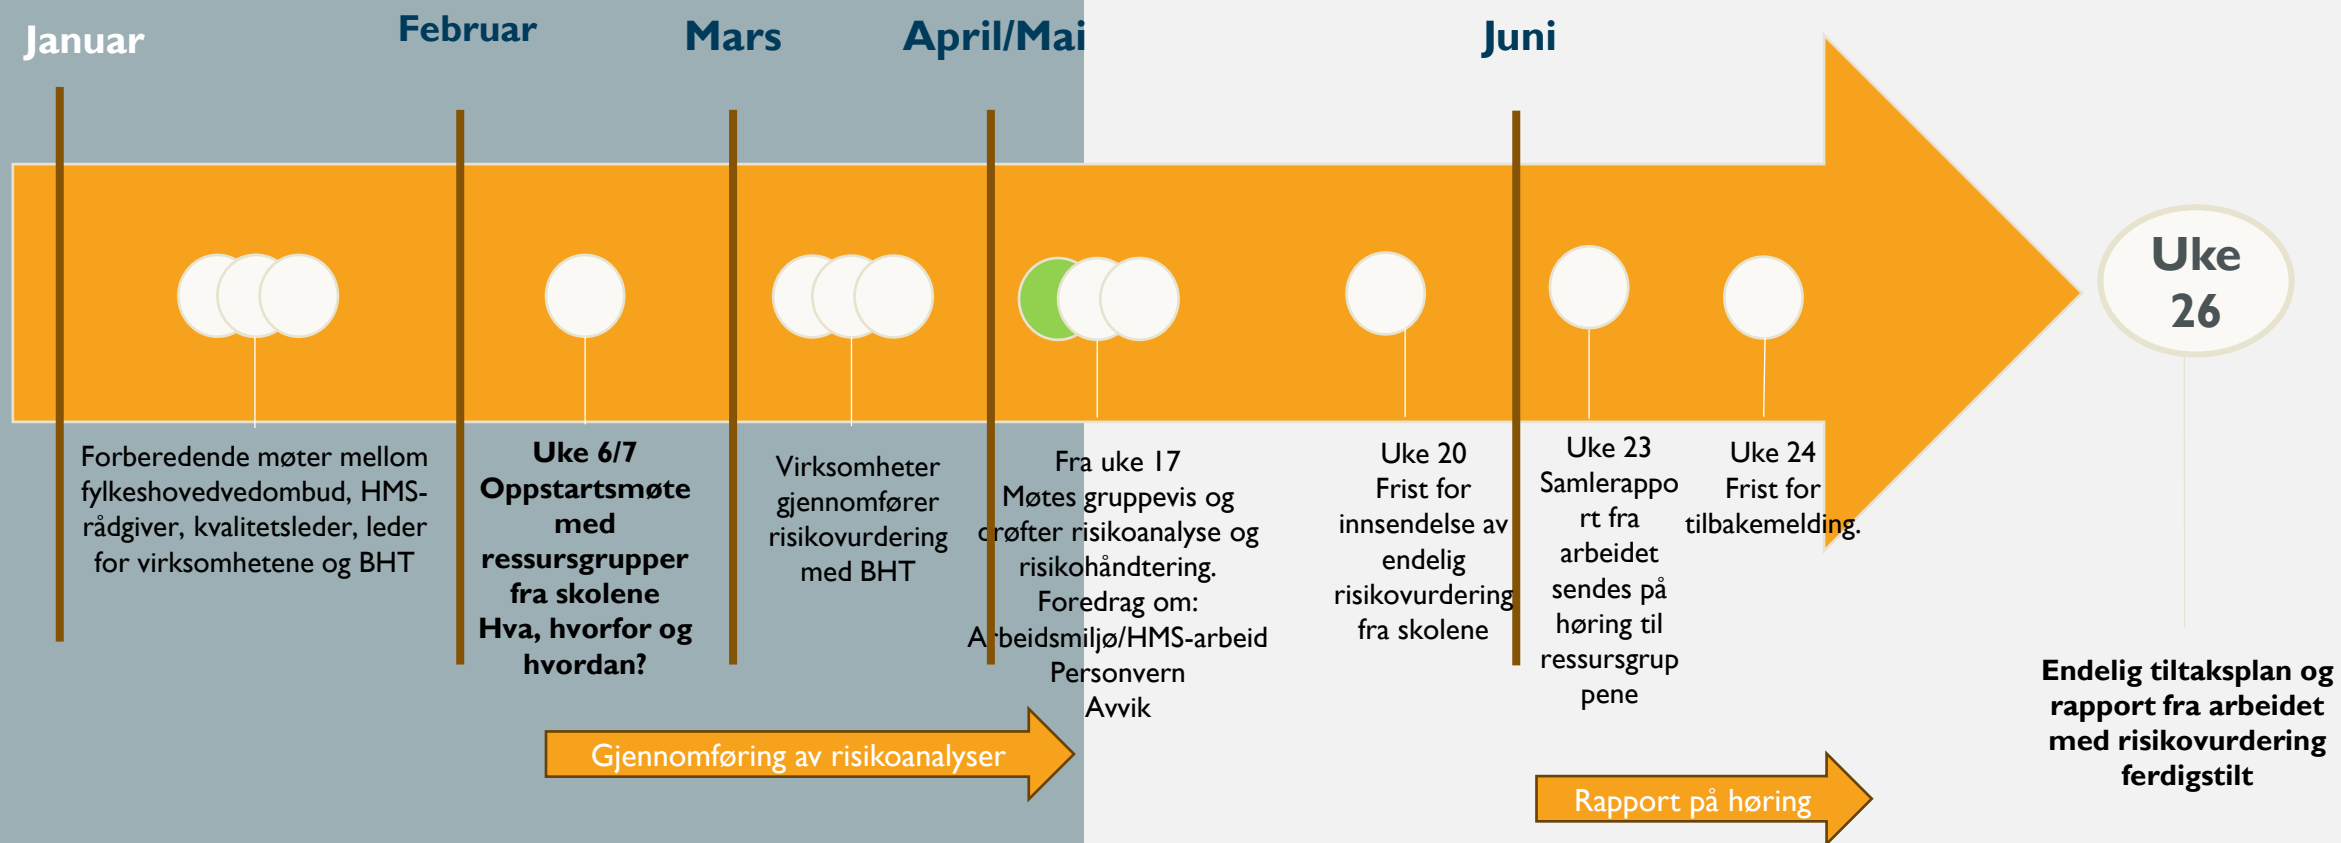 Januar
Februar
Mars
April/Mai
Juni
Forberedende møter mellom
fylkeshovedvedombud, HMS-
rådgiver, kvalitetsleder, leder
for virksomhetene og BHT
Uke 6/7
Oppstartsmøte
med
ressursgrupper
fra skolene
Hva, hvorfor og
hvordan?
Virksomheter
gjennomfører
risikovurdering
med BHT
Fra uke 17
Møtes gruppevis og
drøfter risikoanalyse og
risikohåndtering.
Foredrag om:
Arbeidsmiljø/HMS-arbeid
Personvern
Avvik
Uke 20
Frist for
innsendelse av
endelig
risikovurdering
fra skolene
Uke 23
Samlerappo
rt fra
arbeidet
sendes på
høring til
ressursgrup
pene
Uke 24
Frist for
tilbakemelding.
Uke
26
Endelig tiltaksplan og
rapport fra arbeidet
med risikovurdering
ferdigstilt
Gjennomføring av risikoanalyser
Rapport på høring